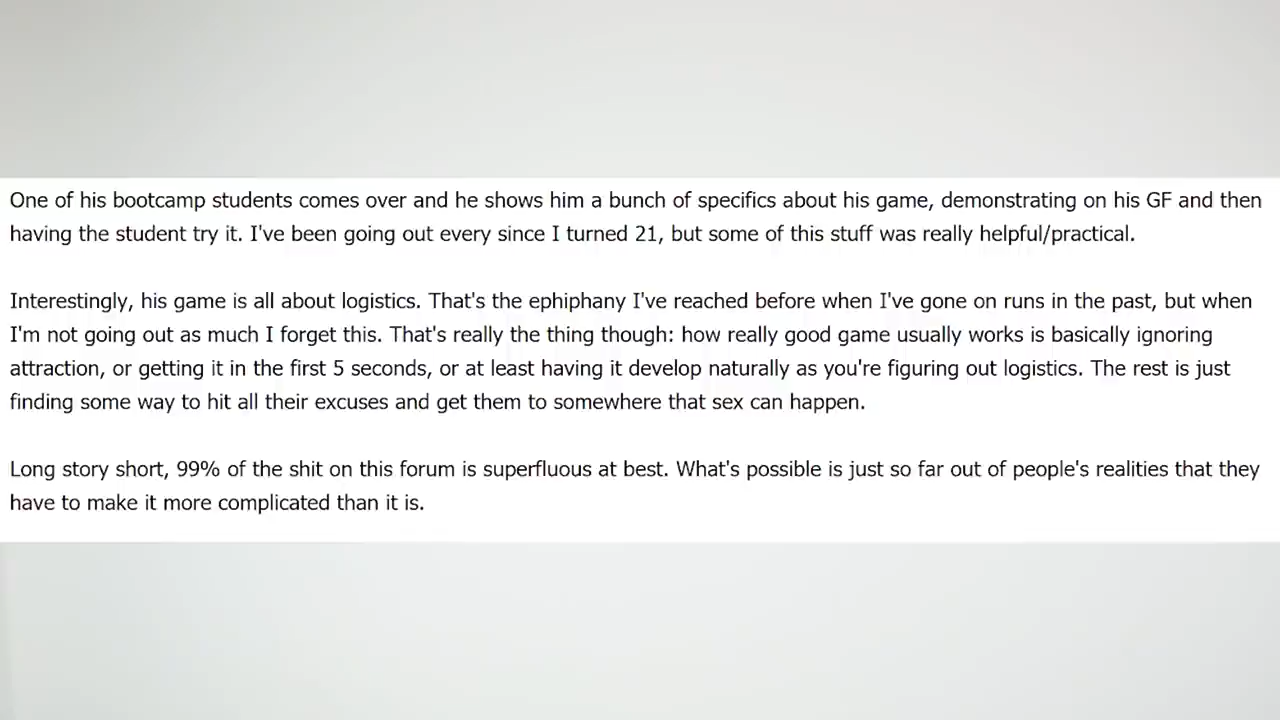 One of his bootcamp students comes over and he shows him a bunch of specifics about his game, demonstrating on his GF and then
having the student try it. I've been going out every since I turned 21, but some of this stuff was really helpful/practical.
Interestingly, his game is all about logistics. That's the ephiphany I've reached before when I've gone on runs in the past, but when
I'm not going out as much I forget this. That's really the thing though: how really good game usually works is basically ignoring
attraction, or getting it in the first 5 seconds, or at least having it develop naturally as you're figuring out logistics. The rest is just
finding some way to hit all their excuses and get them to somewhere that sex can happen.
Long story short, 99% of the shit on this forum is superfluous at best. What's possible is just so far out of people's realities that they
have to make it more complicated than it is.